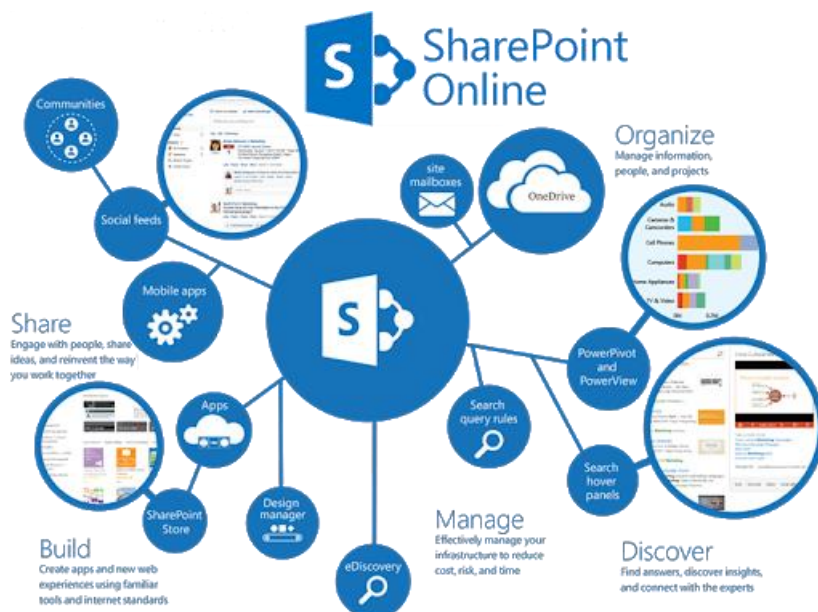 SharePoint
Online
Communities
Social feeds
Mobile apps
site
mailboxes
OneDrive
Organize
Manage information,
people, and projects
Audio
Cameras &
Camcorders
Cell Phones
Computers
Home Appliances
TV & Video
PowerPivot and
PowerView
S
S
Share
Engage with people, share
ideas, and reinvent the way
you work together
Apps
SharePoint
Store
Design
manager
eDiscovery
Search
query rules
Search
hover
panels
Build
Create apps and new web
experiences using familiar
tools and internet standards
Manage
Effectively manage your
infrastructure to reduce
cost, risk, and time
Discover
Find answers, discover insights,
and connect with the experts